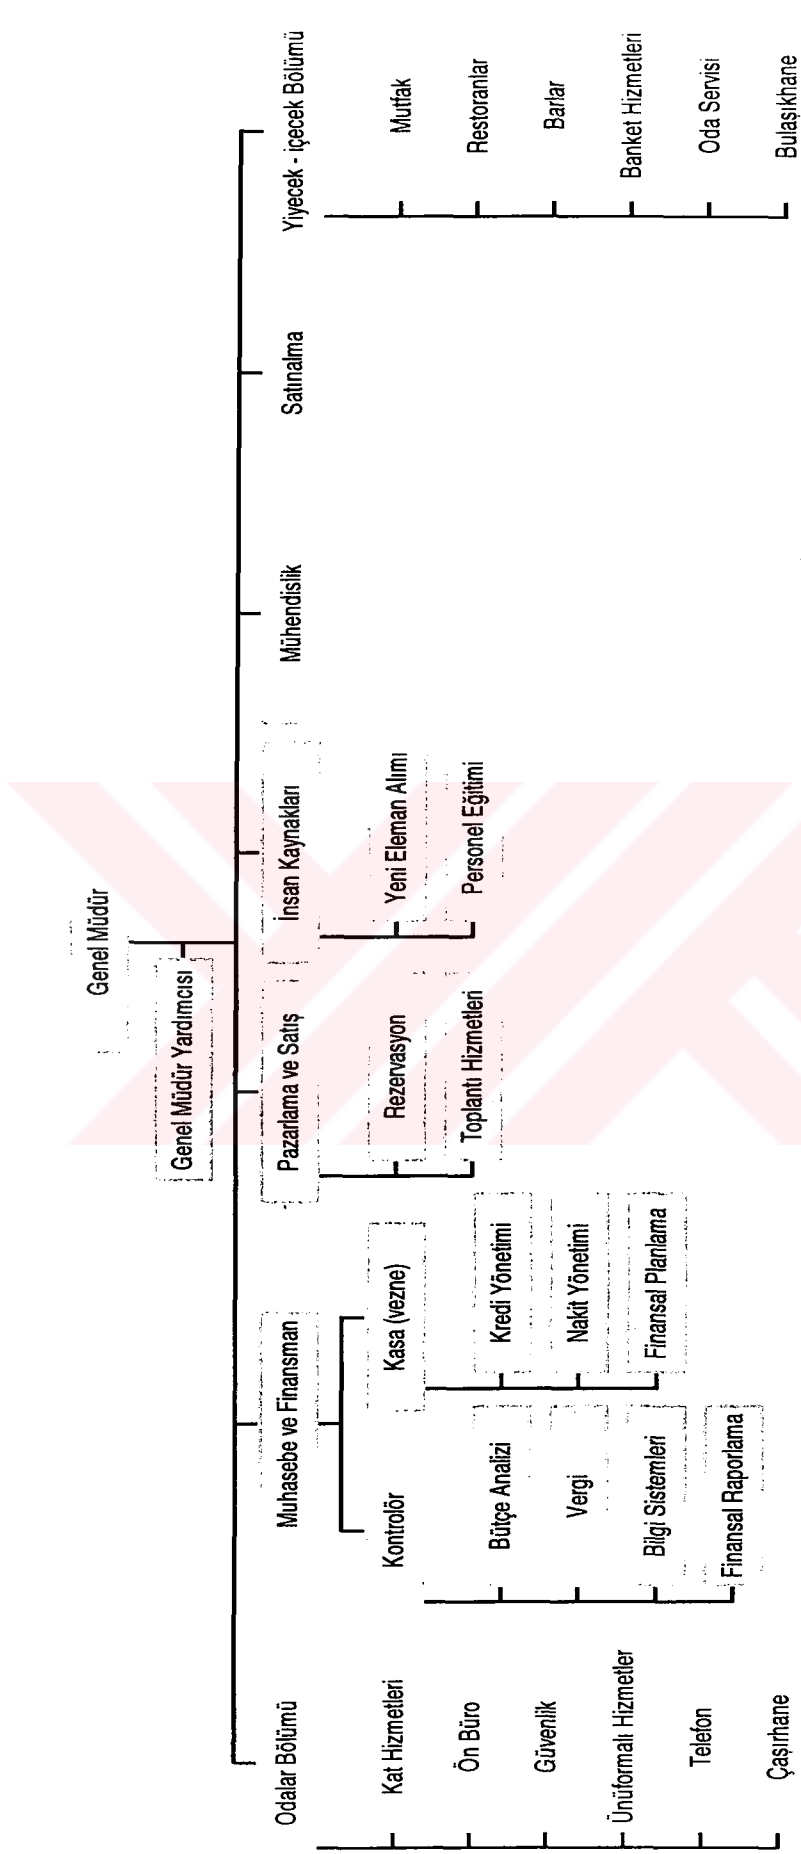 Genel Müdür
Genel Müdür Yardımcısı
Odalar Bölümü
Kat Hizmetleri
Ön Büro
Güvenlik
Ünüformalı Hizmetler
Telefon
Çaşırhane
Muhasebe ve Finansman
Kontrolör
Bütçe Analizi
Vergi
Bilgi Sistemleri
Finansal Raporlama
Kasa (vezne)
Kredi Yönetimi
Nakit Yönetimi
Finansal Planlama
Pazarlama ve Satış
Rezervasyon
Toplantı Hizmetleri
İnsan Kaynakları
Yeni Eleman Alımı
Personel Eğitimi
Mühendislik
Satınalma
Yiyecek - içecek Bölümü
Mutfak
Restoranlar
Barlar
Banket Hizmetleri
Oda Servisi
Bulaşıkhane